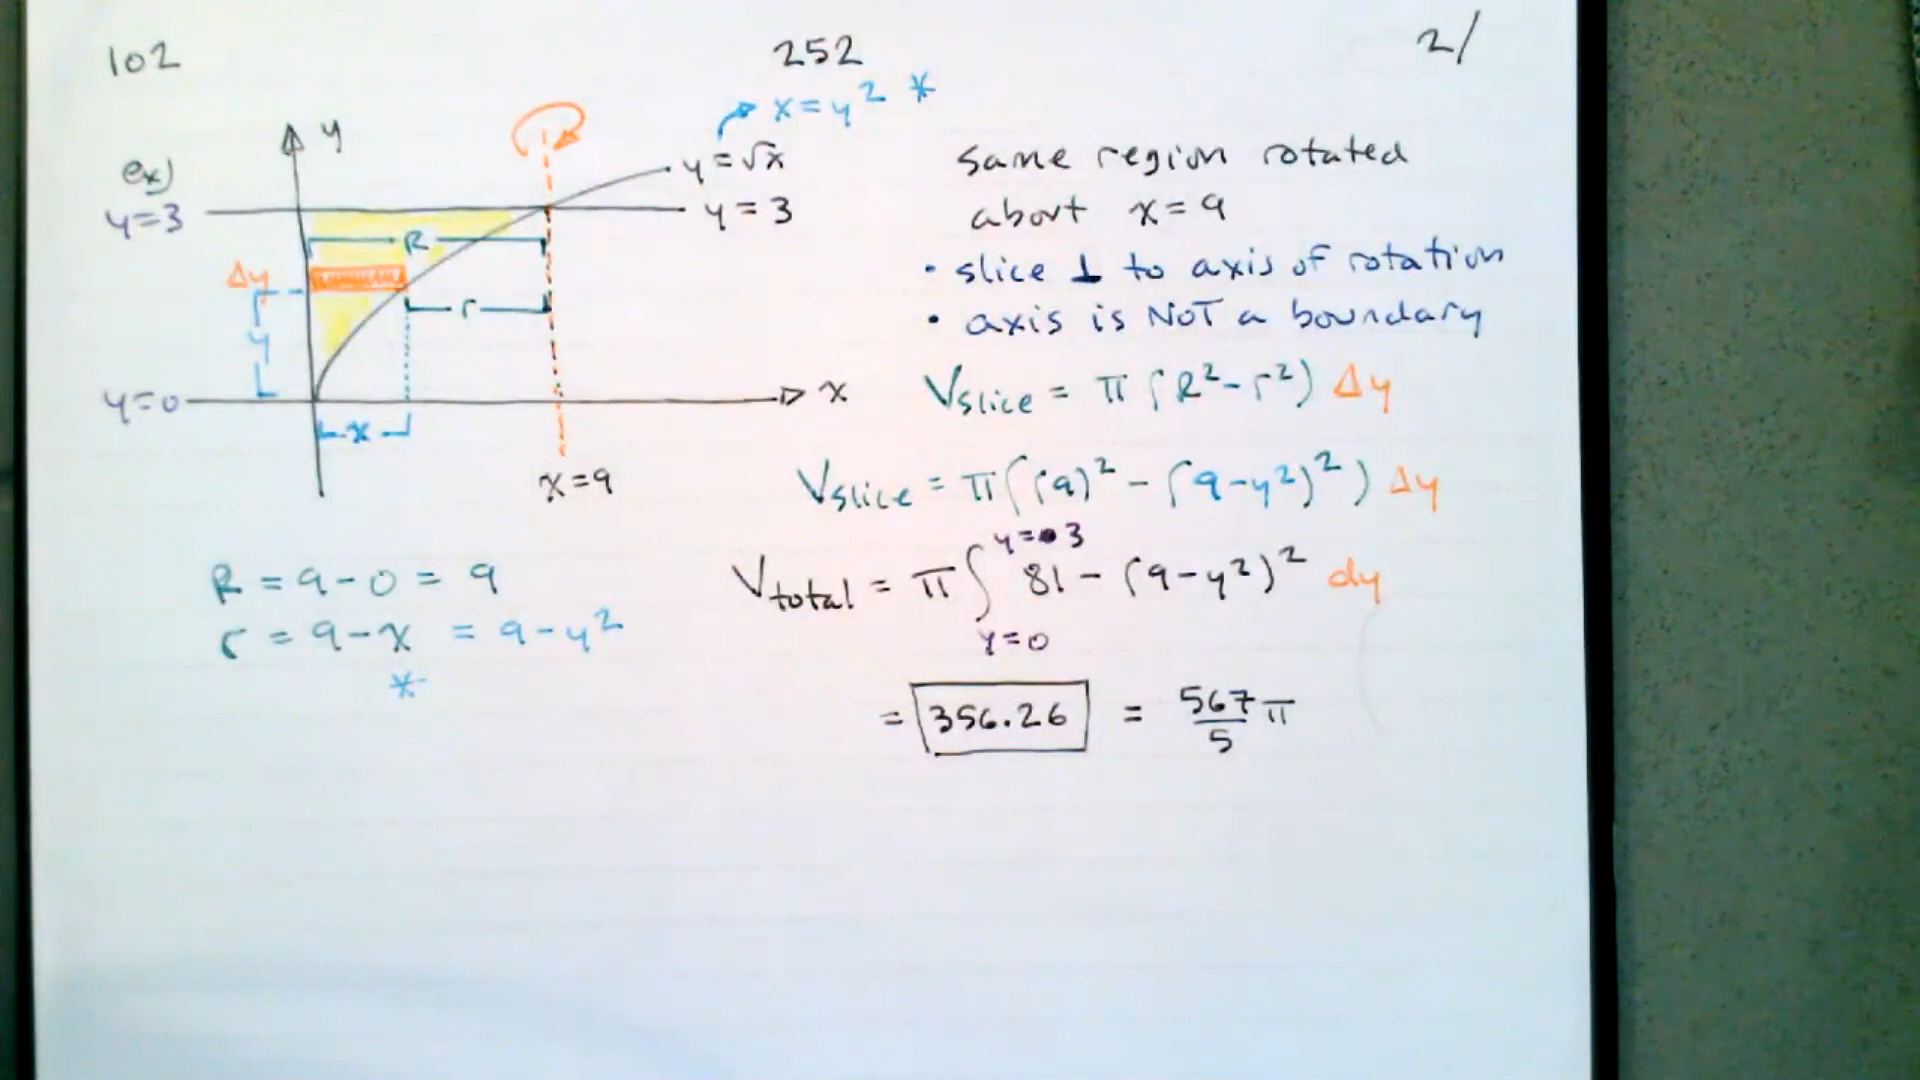 102
252
2/
x = y² *
y
ex)
y = √x
y = 3
y = 3
R
Δy
r
y
y = 0
x
x
x = 9
same region rotated
about x = 9
• slice ⊥ to axis of rotation
• axis is NOT a boundary
Vslice = π (R² - r²) Δy
Vslice = π((9)² - (9-y²)²) Δy
R = 9 - 0 = 9
r = 9 - x = 9 - y²
*
y = 3
Vtotal = π∫ 81 - (9-y²)² dy
y = 0
= 356.26 = 567/5 π